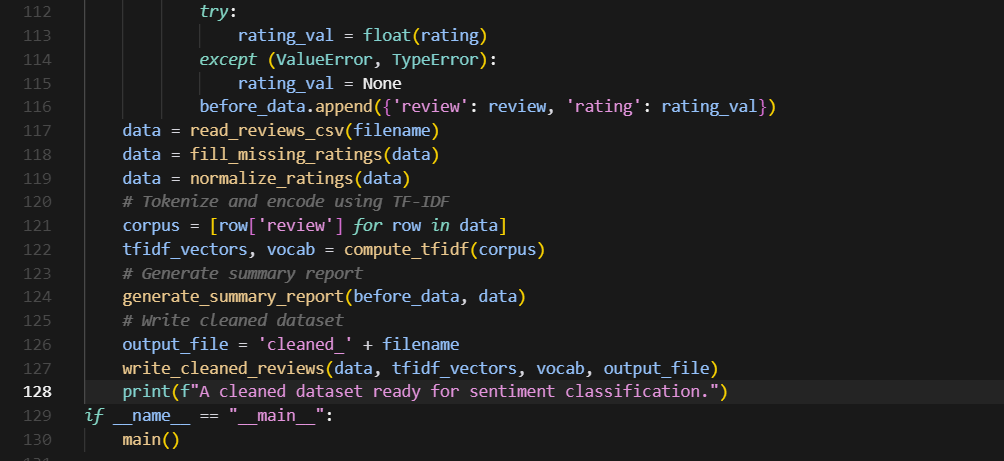 112 try:
113 rating_val = float(rating)
114 except (ValueError, TypeError):
115 rating_val = None
116 before_data.append({'review': review, 'rating': rating_val})
117 data = read_reviews_csv(filename)
118 data = fill_missing_ratings(data)
119 data = normalize_ratings(data)
120 # Tokenize and encode using TF-IDF
121 corpus = [row['review'] for row in data]
122 tfidf_vectors, vocab = compute_tfidf(corpus)
123 # Generate summary report
124 generate_summary_report(before_data, data)
125 # Write cleaned dataset
126 output_file = 'cleaned_' + filename
127 write_cleaned_reviews(data, tfidf_vectors, vocab, output_file)
128 print(f"A cleaned dataset ready for sentiment classification.")
129 if __name__ == "__main__":
130 main()